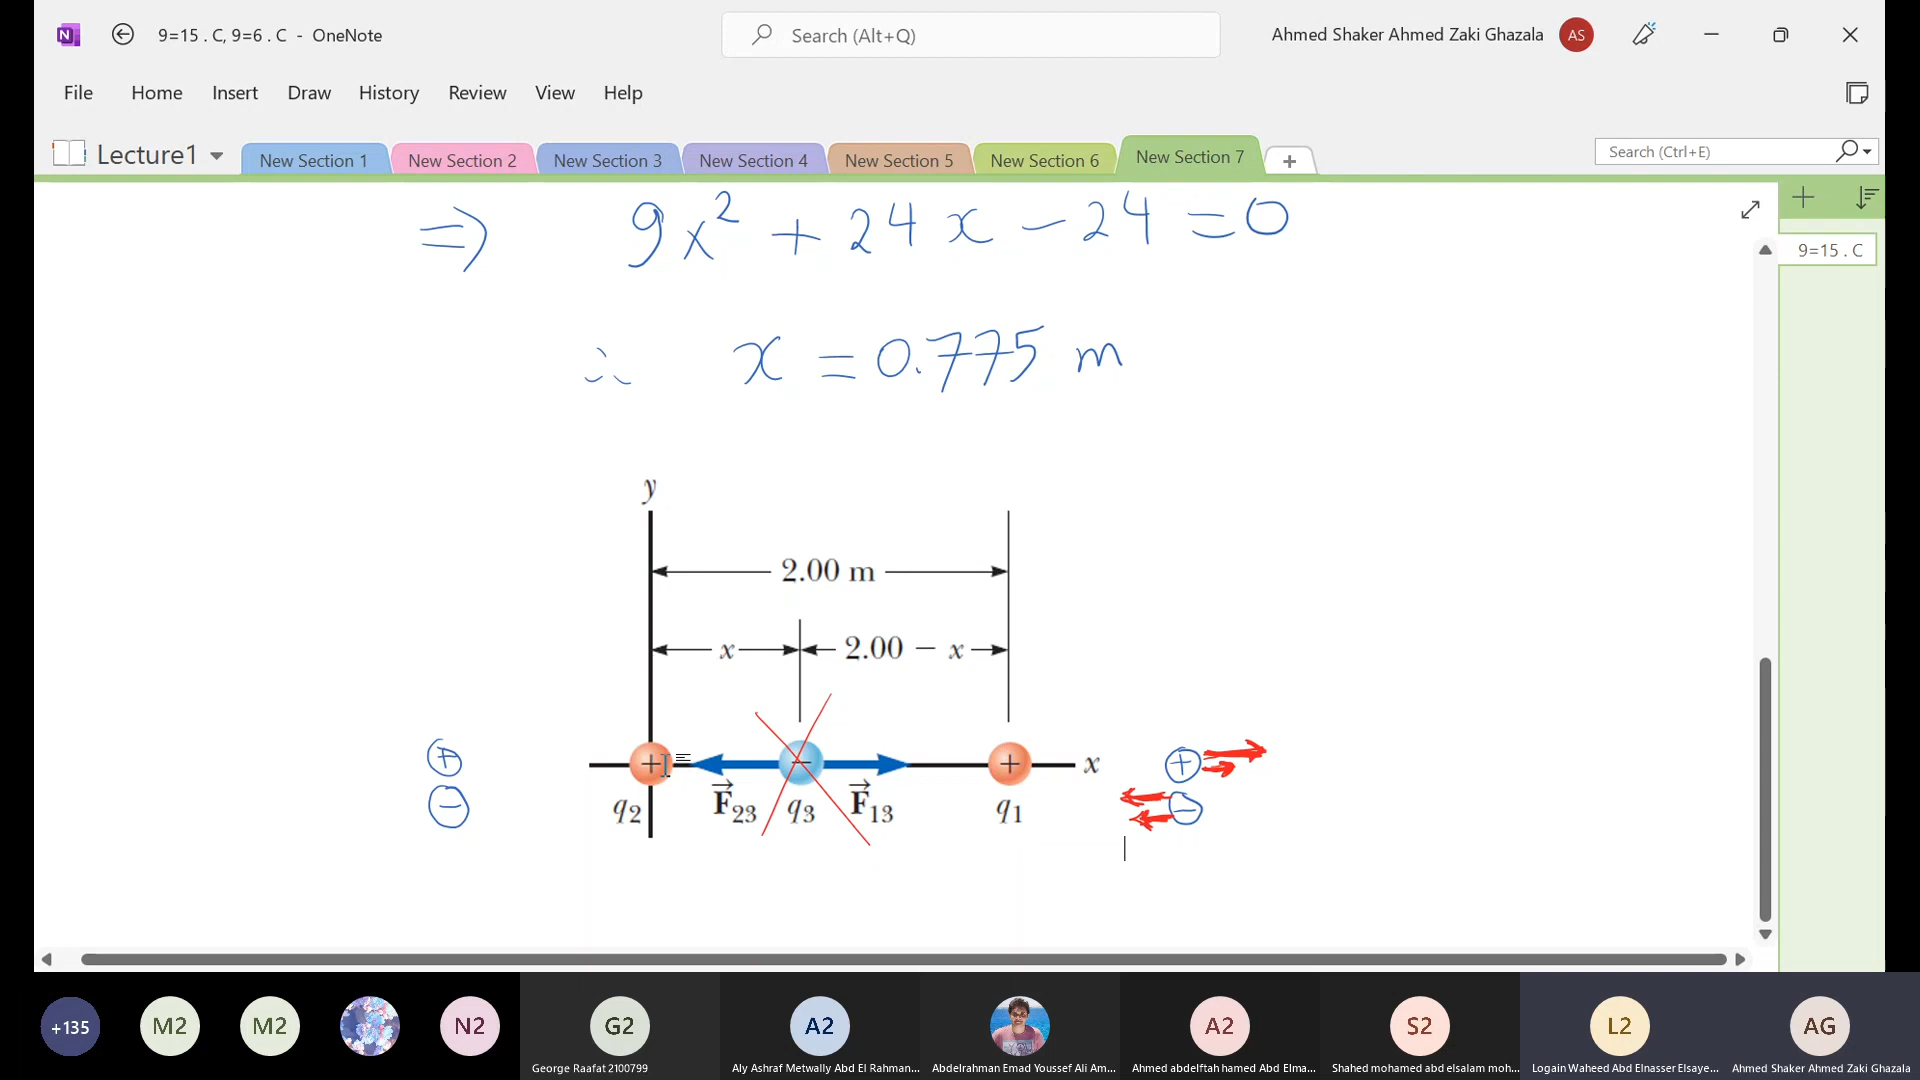 9=15 . C, 9=6 . C - OneNote
Search (Alt+Q)
Ahmed Shaker Ahmed Zaki Ghazala
AS
File Home Insert Draw History Review View Help
Lecture1
New Section 1
New Section 2
New Section 3
New Section 4
New Section 5
New Section 6
New Section 7
+
Search (Ctrl+E)
9=15 . C
⇒ 9x² + 24x − 24 = 0
∴ x = 0.775 m
y
2.00 m
x 2.00 − x
+ + − + x +
− q2 F23 q3 F13 q1 −
+135
M2
M2
N2
G2
A2
A2
S2
L2
AG
George Raafat 2100799
Aly Ashraf Metwally Abd El Rahman...
Abdelrahman Emad Youssef Ali Am...
Ahmed abdelftah hamed Abd Elma...
Shahed mohamed abd elsalam moh...
Logain Waheed Abd Elnasser Elsaye...
Ahmed Shaker Ahmed Zaki Ghazala